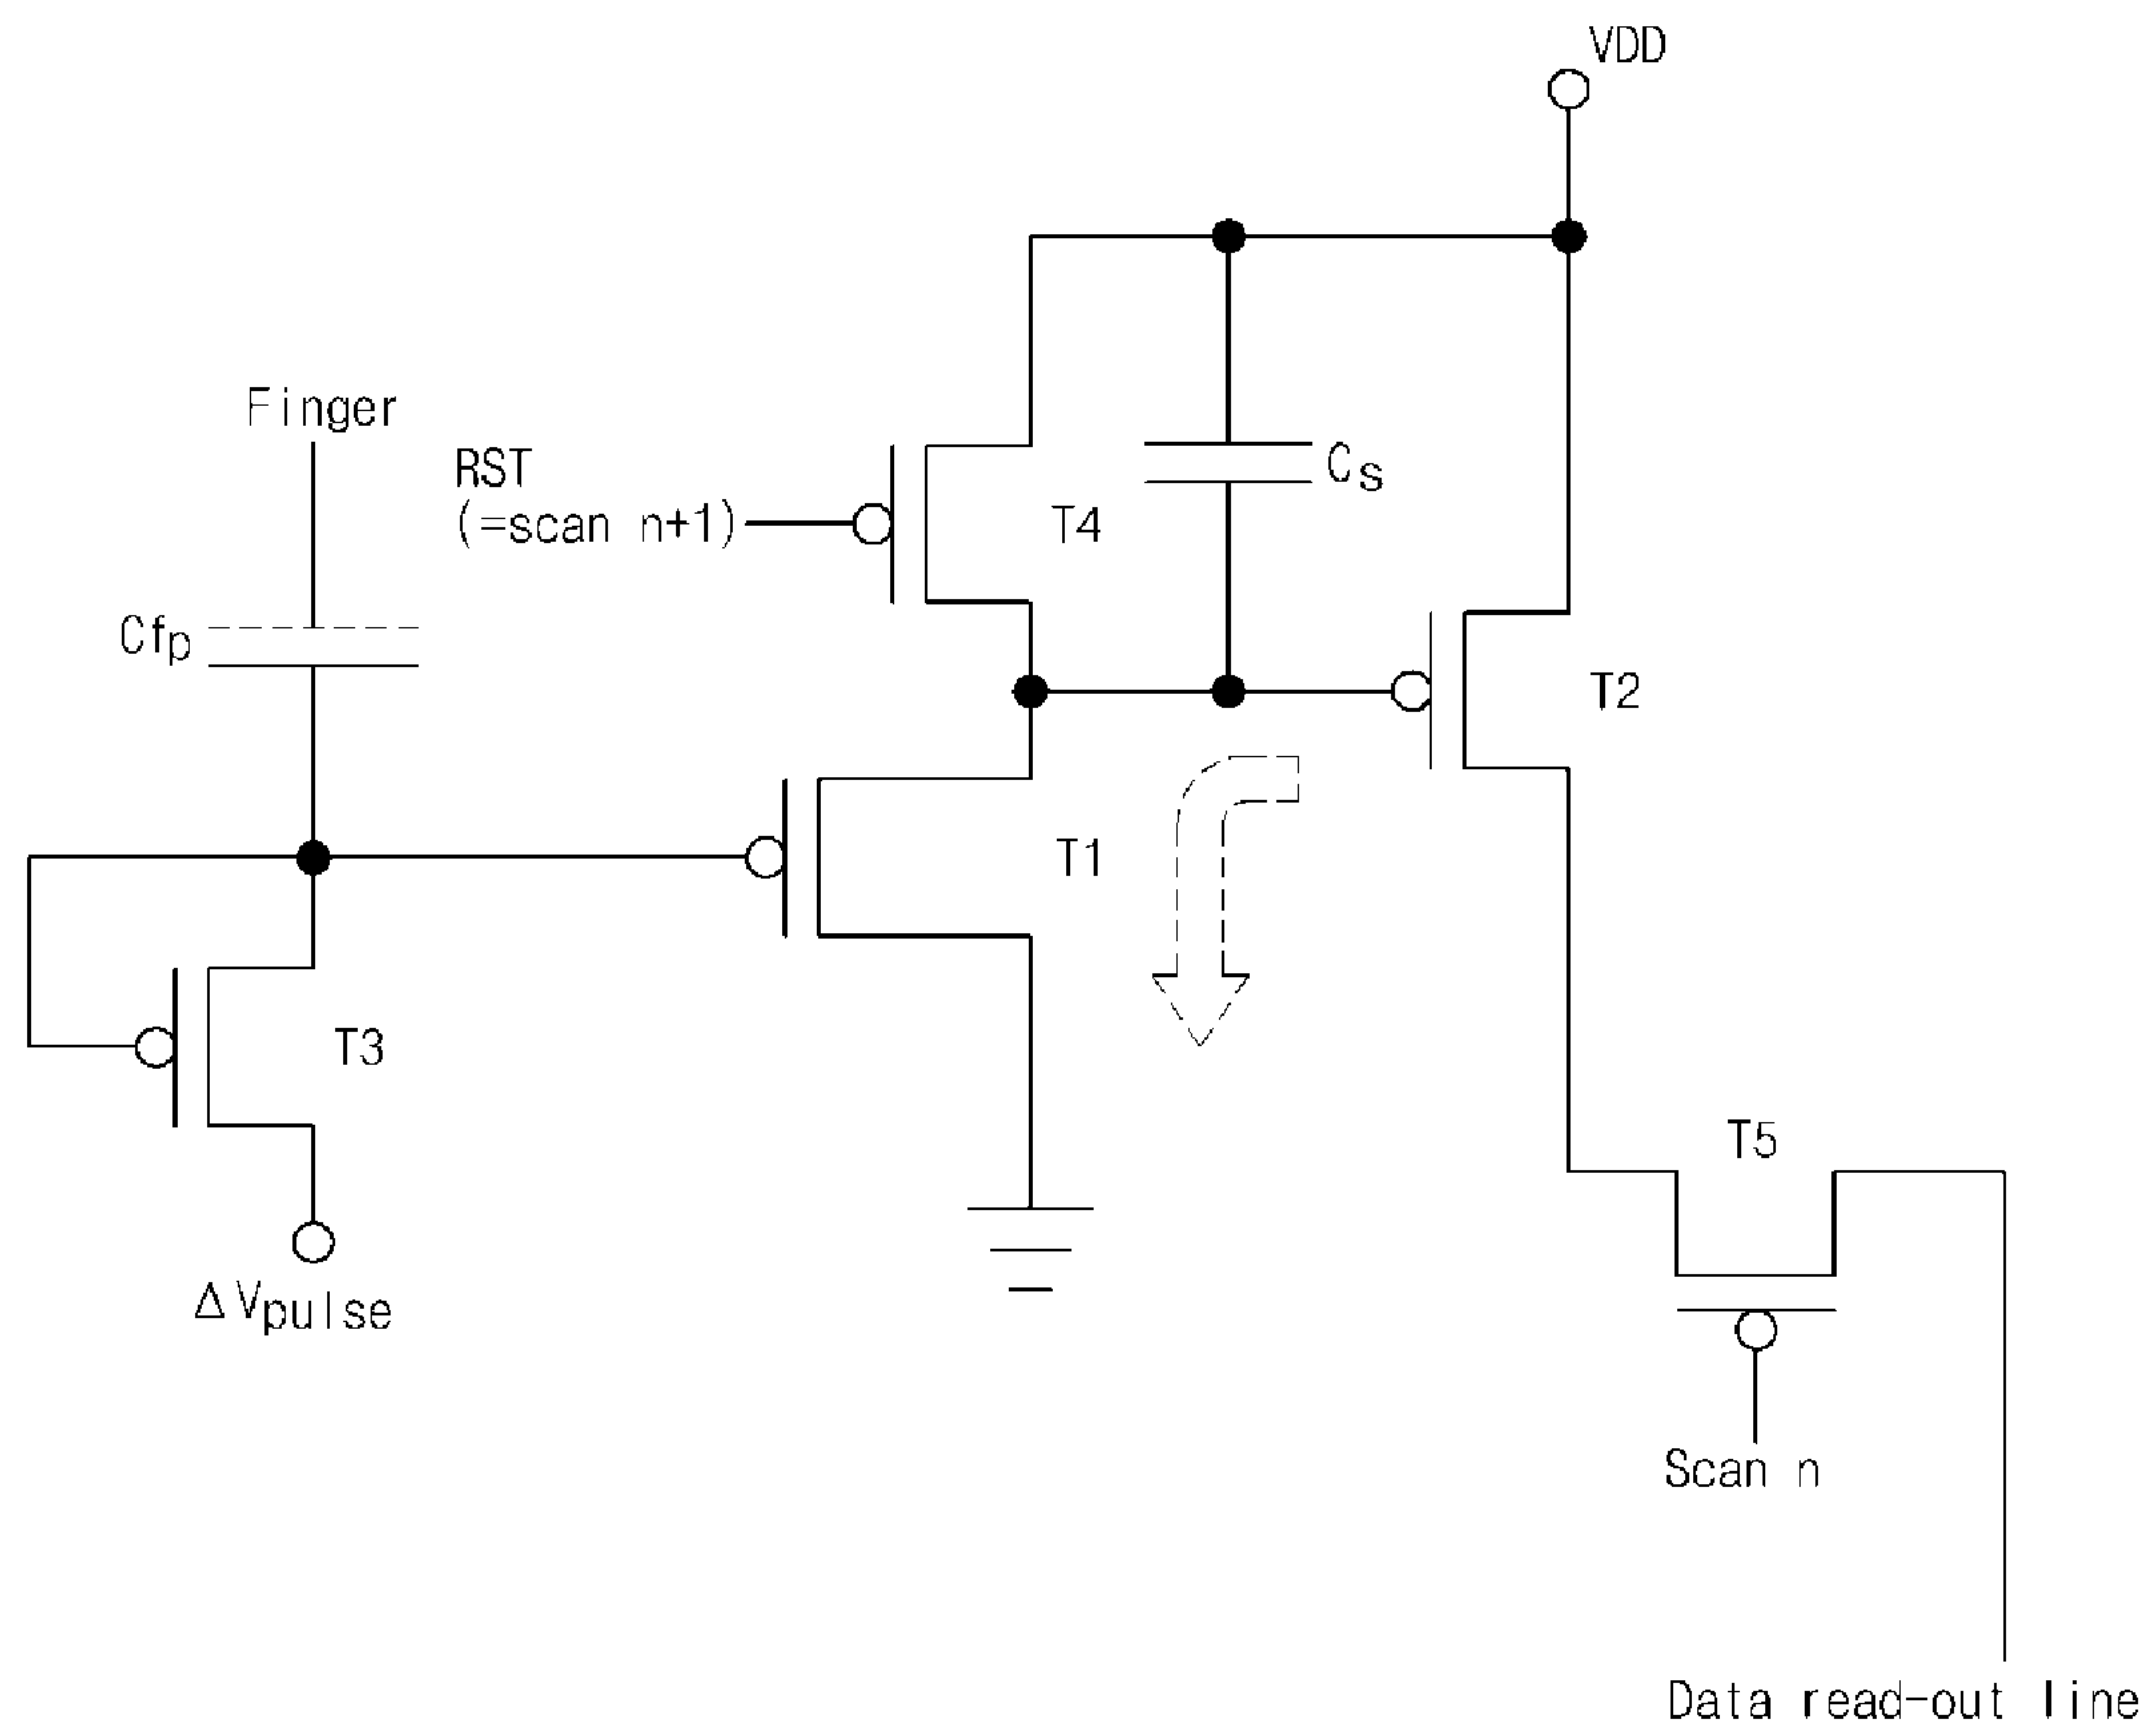 VDD
Finger
RST
(=scan n+1)
Cs
T4
Cfp
T2
T1
T3
T5
ΔVpulse
Scan n
Data read-out line